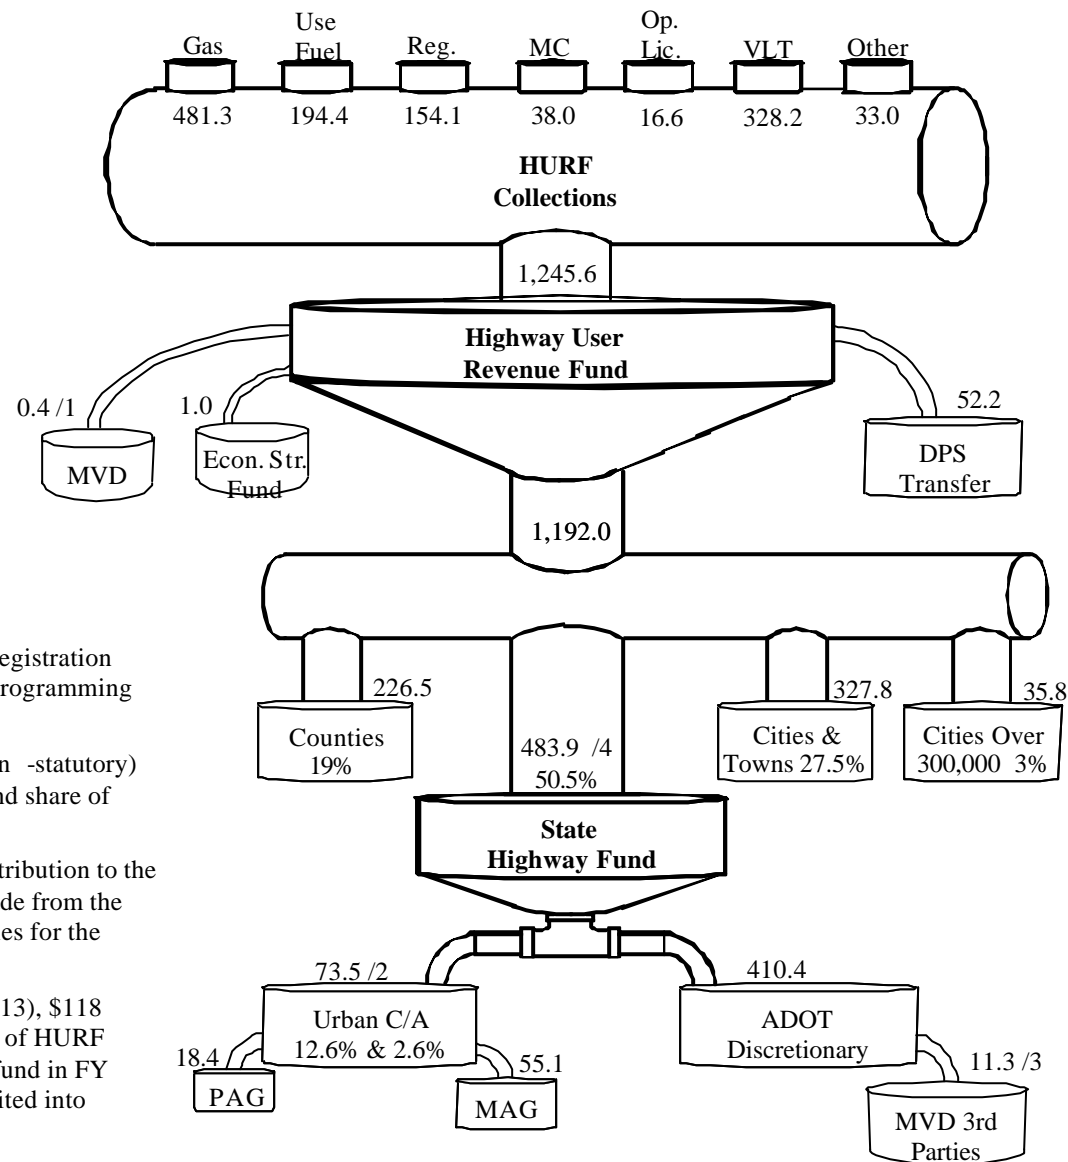 Gas
Use
Fuel
Reg.
MC
Op.
Lic.
VLT
Other
481.3
194.4
154.1
38.0
16.6
328.2
33.0
HURF
Collections
1,245.6
Highway User
Revenue Fund
0.4 /1
MVD
1.0
Econ. Str.
Fund
52.2
DPS
Transfer
1,192.0
226.5
Counties
19%
483.9 /4
50.5%
327.8
Cities &
Towns 27.5%
35.8
Cities Over
300,000 3%
State
Highway Fund
73.5 /2
Urban C/A
12.6% & 2.6%
18.4
PAG
55.1
MAG
410.4
ADOT
Discretionary
11.3 /3
MVD 3rd
Parties
egistration
rogramming
n -statutory)
nd share of
tribution to the
de from the
es for the
13), $118
of HURF
fund in FY
ited into